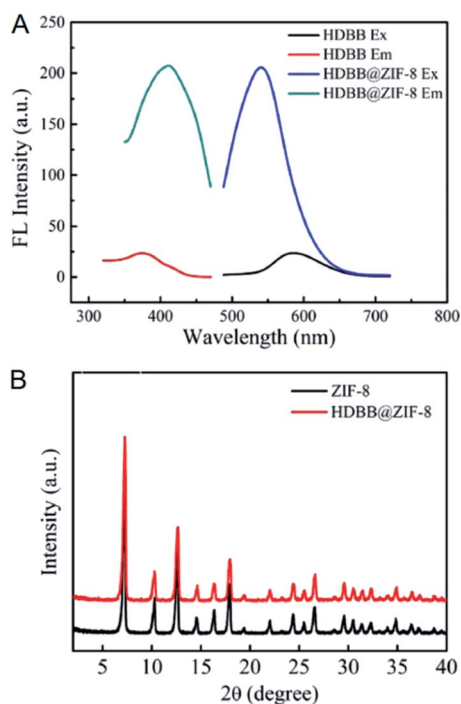 A
HDBB Ex
HDBB Em
HDBB@ZIF-8 Ex
HDBB@ZIF-8 Em
250
200
150
100
50
0
FL Intensity (a.u.)
300 400 500 600 700 800
Wavelength (nm)
B
ZIF-8
HDBB@ZIF-8
Intensity (a.u.)
5 10 15 20 25 30 35 40
2θ (degree)